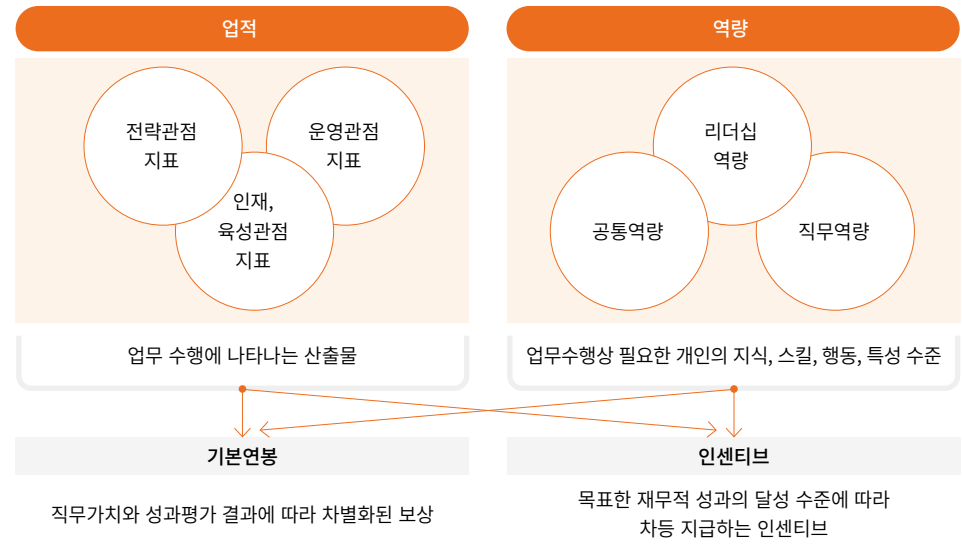 업적
전략관점
지표
운영관점
지표
인재,
육성관점
지표
업무 수행에 나타나는 산출물
역량
리더십
역량
공통역량
직무역량
업무수행상 필요한 개인의 지식, 스킬, 행동, 특성 수준
기본연봉
직무가치와 성과평가 결과에 따라 차별화된 보상
인센티브
목표한 재무적 성과의 달성 수준에 따라
차등 지급하는 인센티브